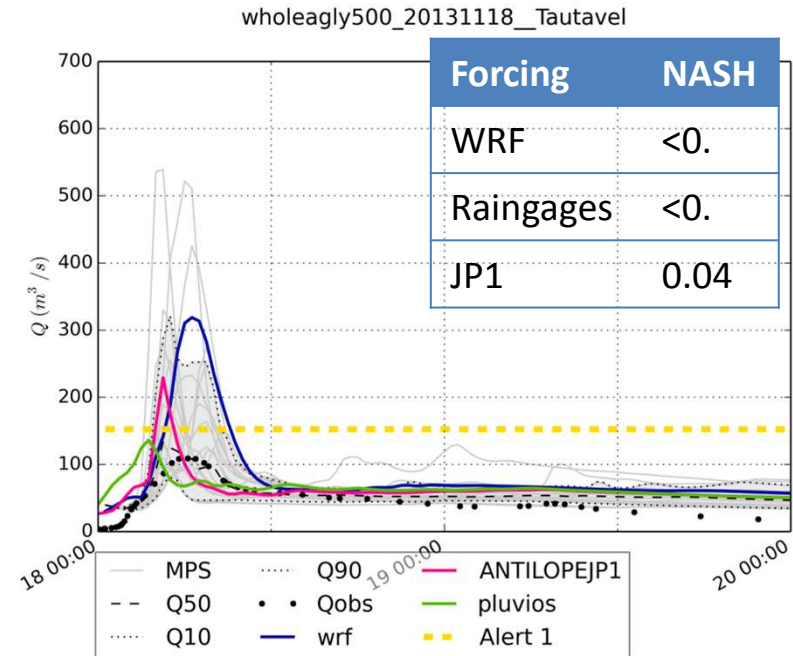 wholeagly500_20131118__Tautavel
Forcing NASH
WRF <0.
Raingages <0.
JP1 0.04
700
600
500
400
300
200
100
0
Q (m³/s)
18 00:00
19 00:00
20 00:00
MPS Q90 ANTILOPEJP1
Q50 Qobs pluvios
Q10 wrf Alert 1